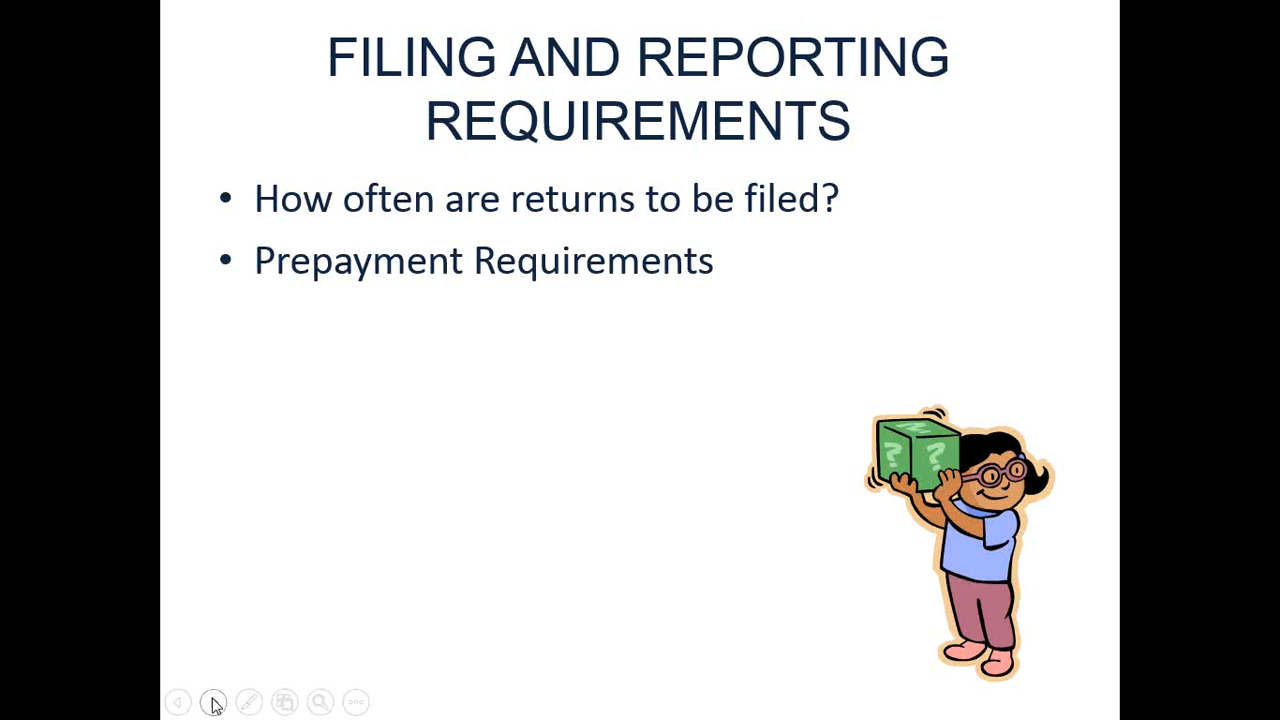 FILING AND REPORTING
REQUIREMENTS
• How often are returns to be filed?
• Prepayment Requirements
? ?